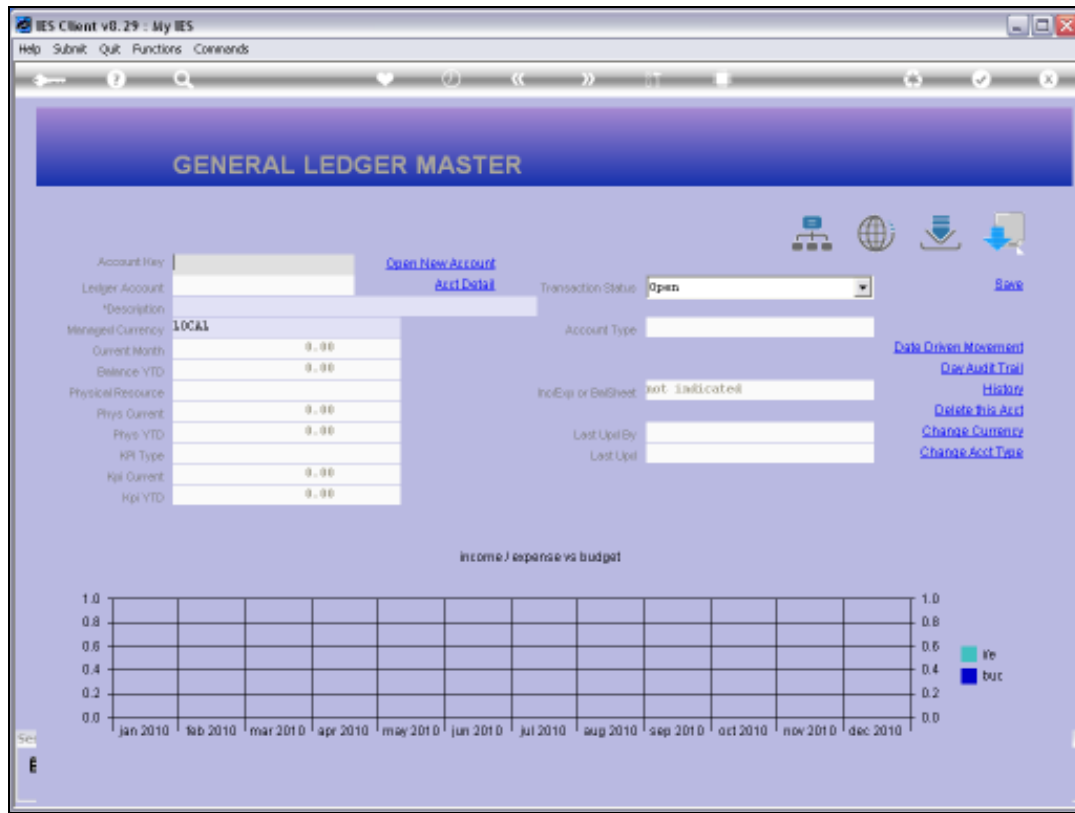 IES Client v8.29 : My IES
Help Submit Quit Functions Commands
GENERAL LEDGER MASTER
Account Key Open New Account
Ledger Account Acct Detail Transaction Status Open Save
*Description
Managed Currency LOCAL Account Type
Current Month 0.00 Date Driven Movement
Balance YTD 0.00 Day Audit Trail
Physical Resource Inc/Exp or BalSheet not indicated History
Phys Current 0.00 Delete this Acct
Phys YTD 0.00 Last Upd By Change Currency
KPI Type Last Upd Change Acct Type
Kpi Current 0.00
Kpi YTD 0.00
income / expense vs budget
1.0 1.0
0.8 0.8
0.6 0.6
0.4 0.4
0.2 0.2
0.0 0.0
i/e
buc
jan 2010 feb 2010 mar 2010 apr 2010 may 2010 jun 2010 jul 2010 aug 2010 sep 2010 oct 2010 nov 2010 dec 2010